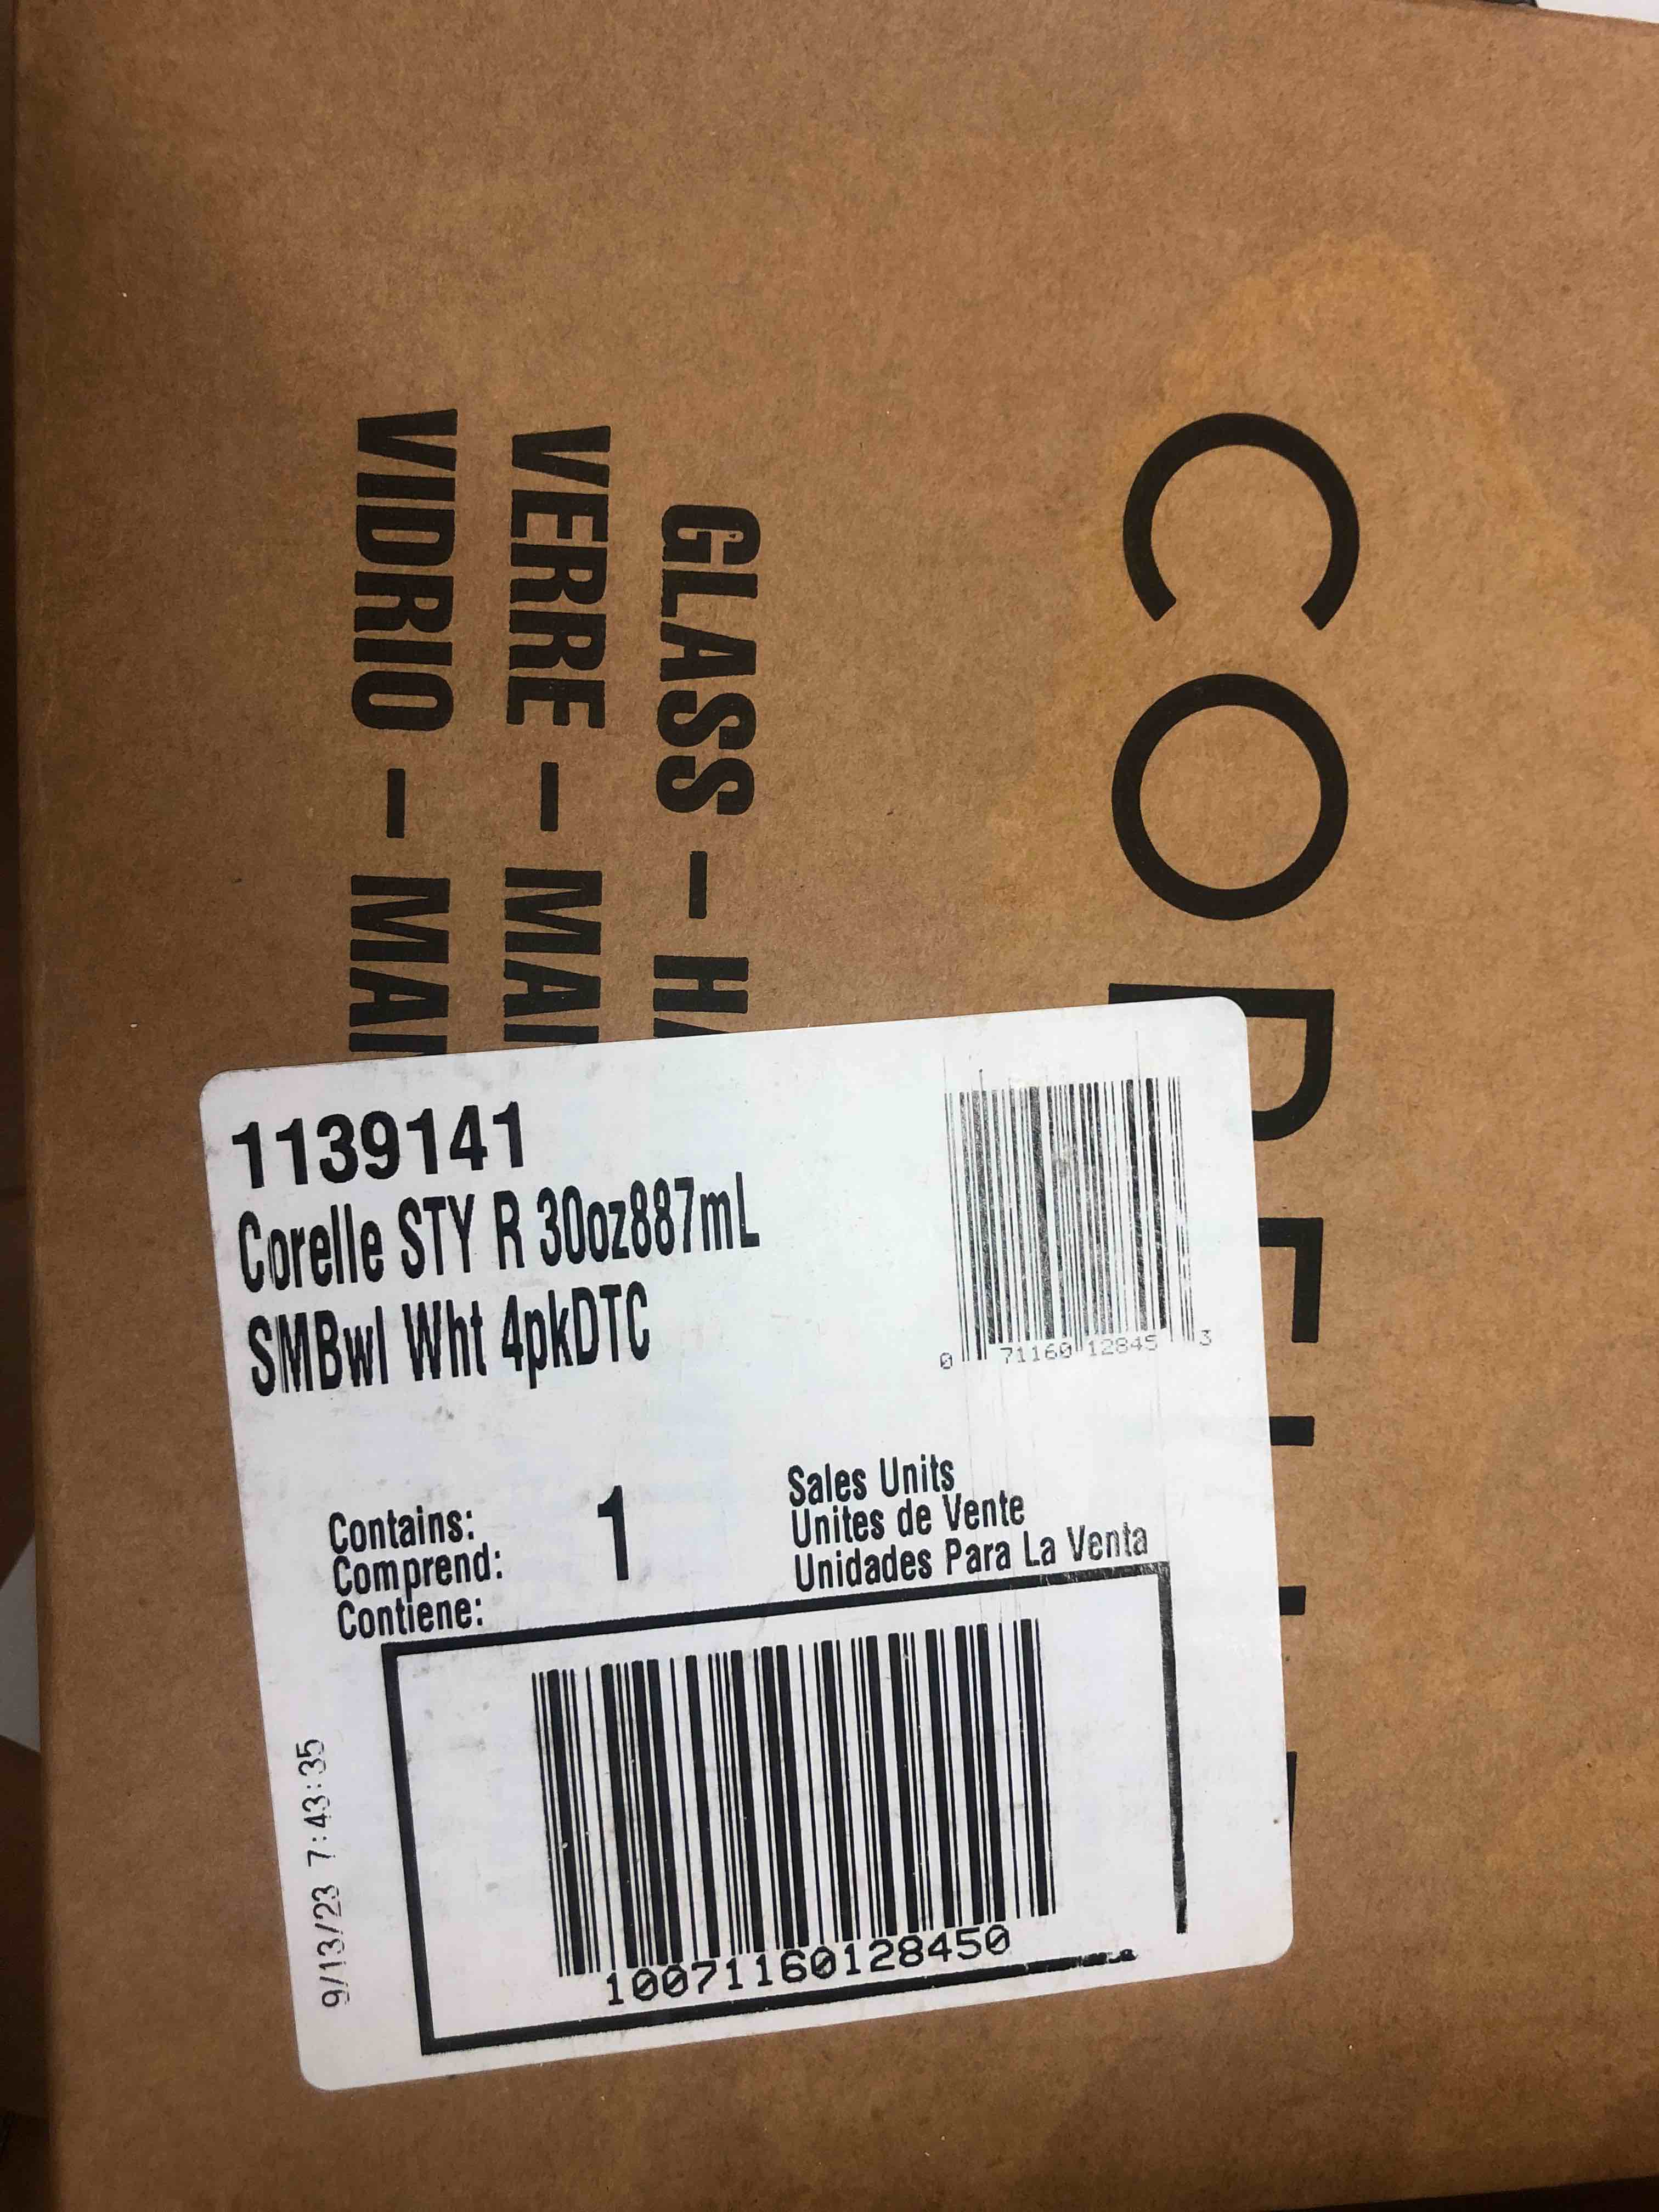 CO
GLASS –
VERRE –
VIDRIO –
1139141
Corelle STY R 30oz887mL
SMBwl Wht 4pkDTC
0 71160 12845 3
Contains:
Comprend:
Contiene:
1
Sales Units
Unites de Vente
Unidades Para La Venta
10071160128450
9/13/23 7:43:35